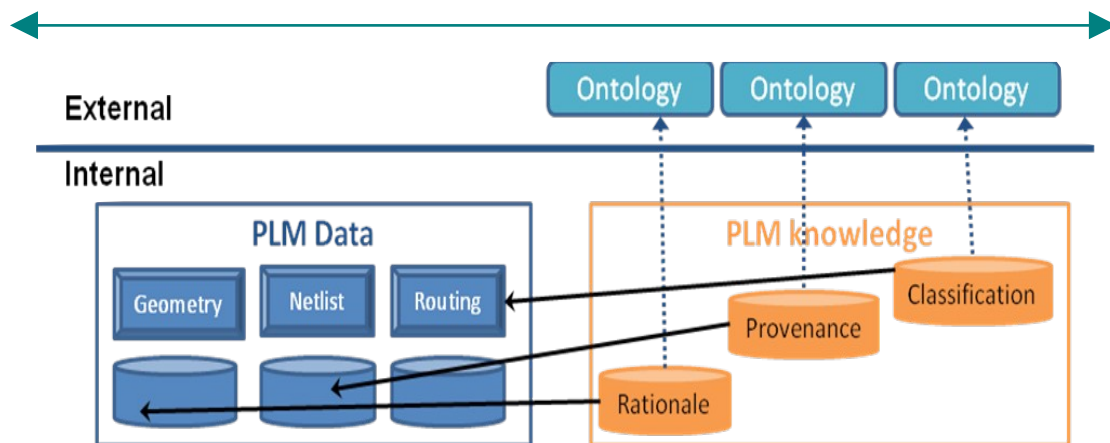 External
Ontology
Ontology
Ontology
Internal
PLM Data
PLM knowledge
Geometry
Netlist
Routing
Classification
Provenance
Rationale